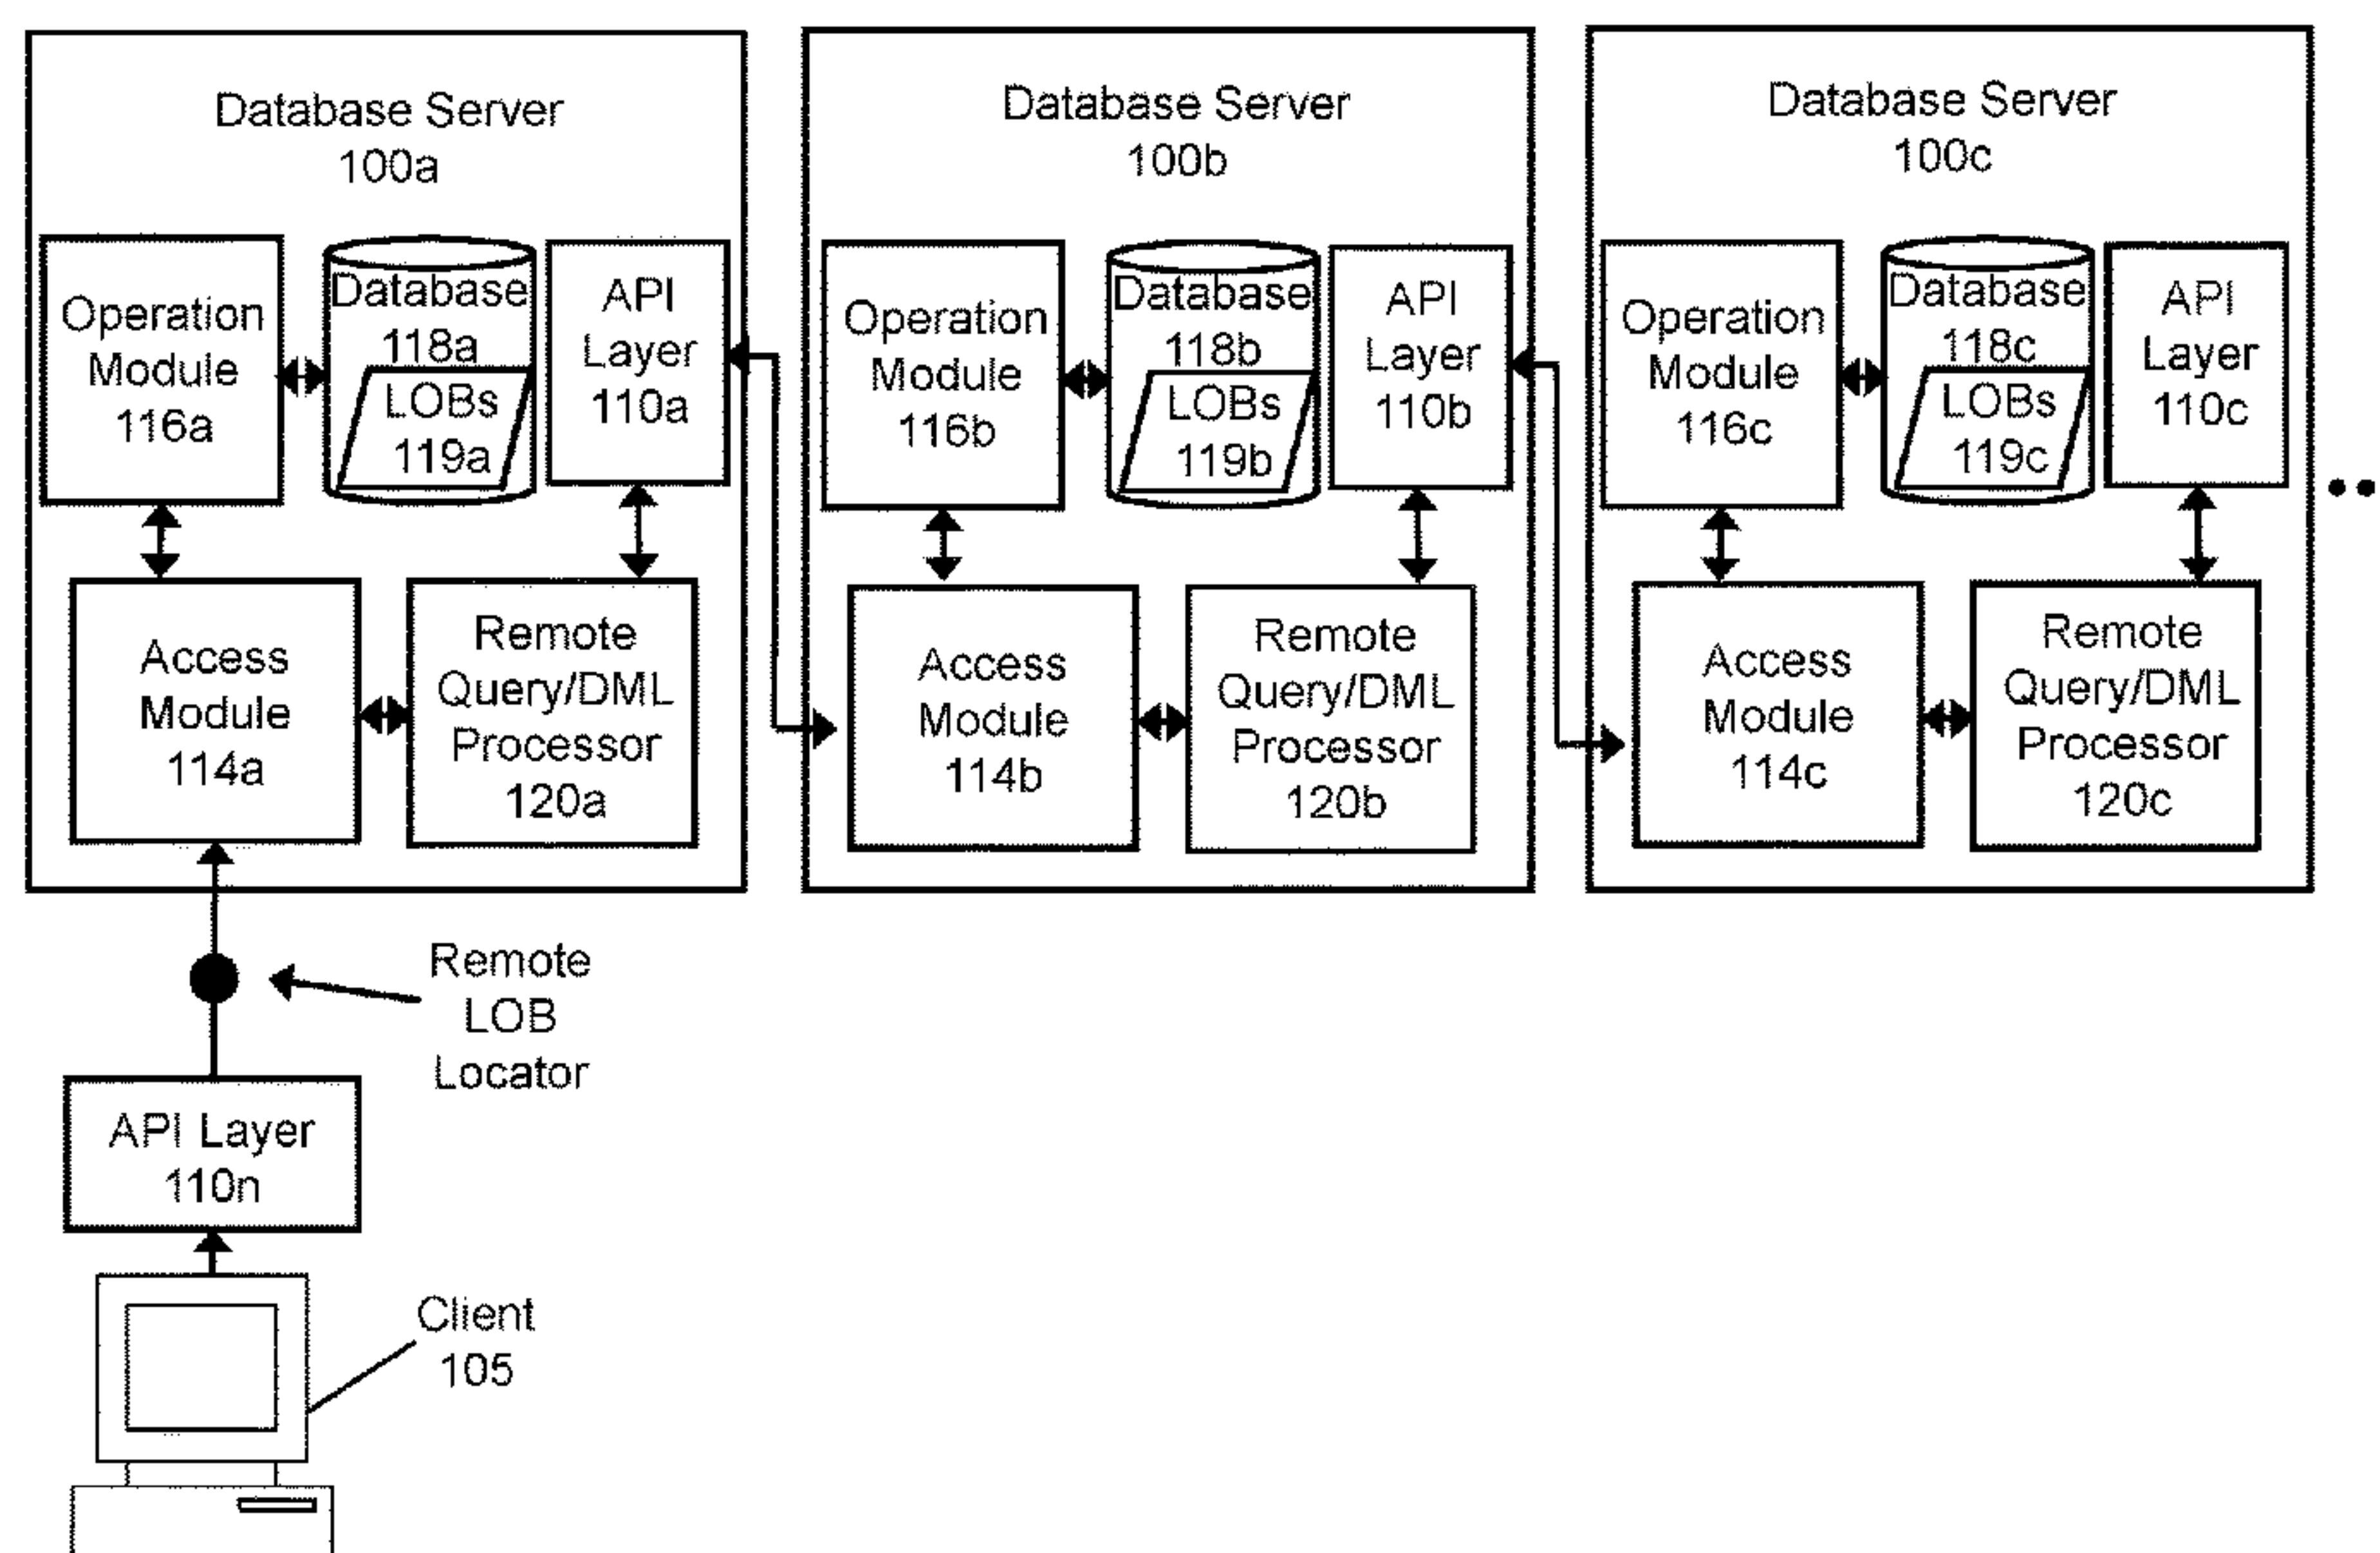 Database Server
100a
Operation
Module
116a
Database
118a
LOBs
119a
API
Layer
110a
Access
Module
114a
Remote
Query/DML
Processor
120a
Database Server
100b
Operation
Module
116b
Database
118b
LOBs
119b
API
Layer
110b
Access
Module
114b
Remote
Query/DML
Processor
120b
Database Server
100c
Operation
Module
116c
Database
118c
LOBs
119c
API
Layer
110c
Access
Module
114c
Remote
Query/DML
Processor
120c
Remote
LOB
Locator
API Layer
110n
Client
105